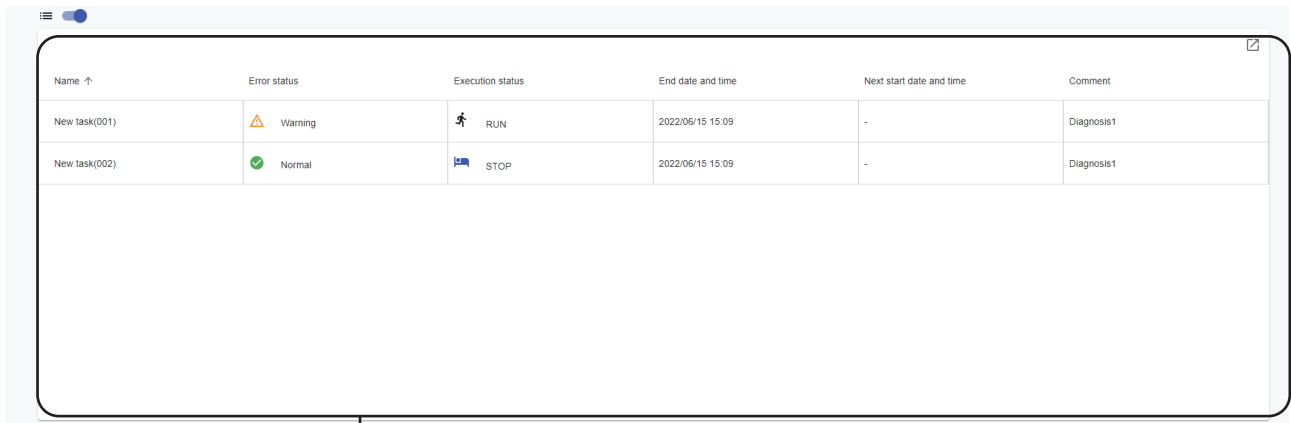 Name ↑ Error status Execution status End date and time Next start date and time Comment
New task(001) Warning RUN 2022/06/15 15:09 - Diagnosis1
New task(002) Normal STOP 2022/06/15 15:09 - Diagnosis1